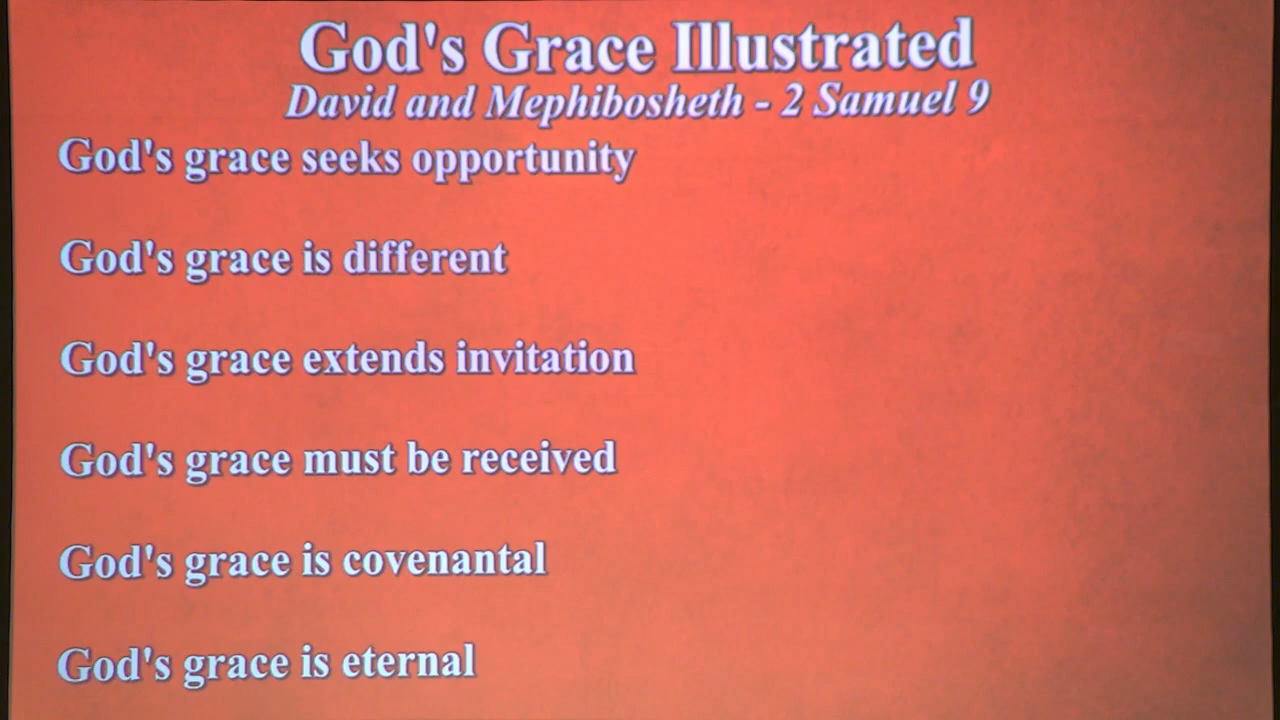 God's Grace Illustrated
David and Mephibosheth - 2 Samuel 9
God's grace seeks opportunity
God's grace is different
God's grace extends invitation
God's grace must be received
God's grace is covenantal
God's grace is eternal